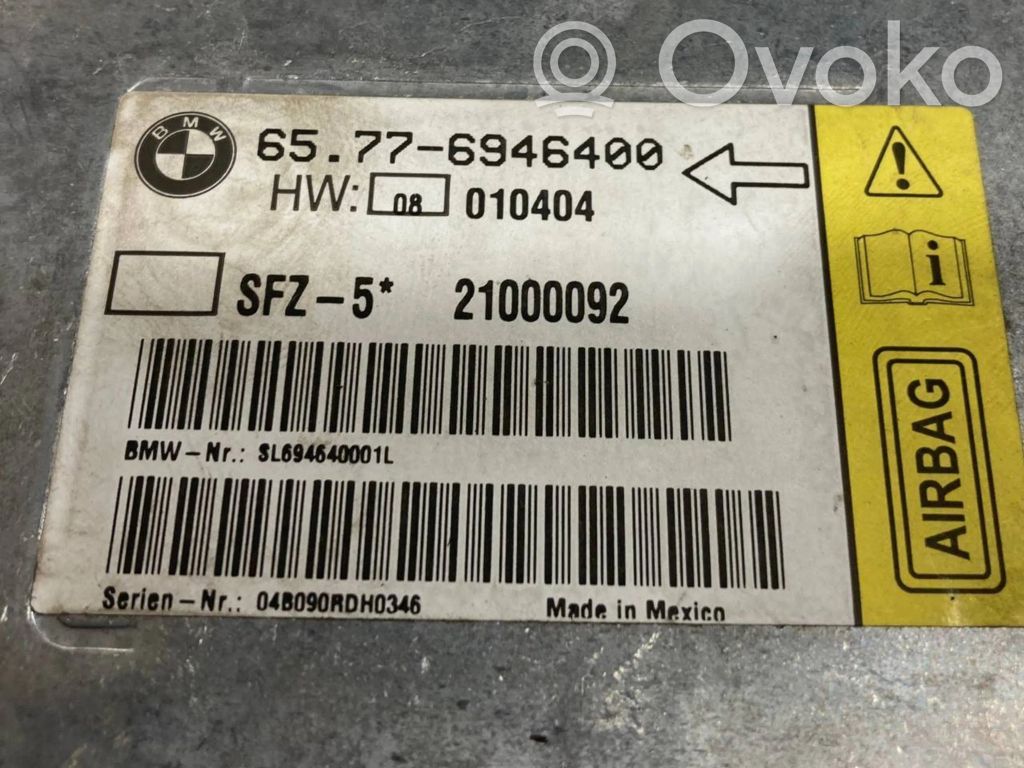 Ovoko
BMW
65.77-6946400
HW: 08 010404
SFZ-5* 21000092
BMW-Nr.: SL694640001L
Serien-Nr.: 04B090RDH0346 Made in Mexico
i
AIRBAG